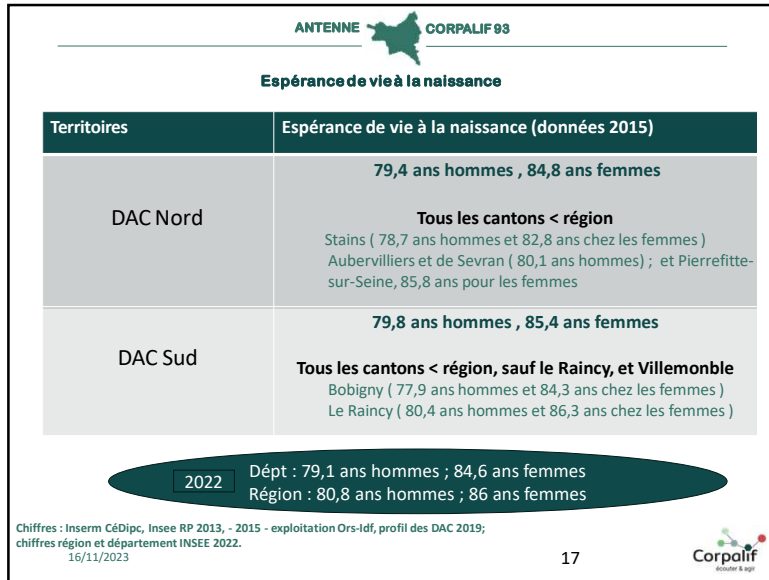 ANTENNE CORPALIF 93
Espérance de vie à la naissance
Territoires
Espérance de vie à la naissance (données 2015)
DAC Nord
79,4 ans hommes , 84,8 ans femmes
Tous les cantons < région
Stains ( 78,7 ans hommes et 82,8 ans chez les femmes )
Aubervilliers et de Sevran ( 80,1 ans hommes) ; et Pierrefitte-
sur-Seine, 85,8 ans pour les femmes
DAC Sud
79,8 ans hommes , 85,4 ans femmes
Tous les cantons < région, sauf le Raincy, et Villemonble
Bobigny ( 77,9 ans hommes et 84,3 ans chez les femmes )
Le Raincy ( 80,4 ans hommes et 86,3 ans chez les femmes )
2022
Dépt : 79,1 ans hommes ; 84,6 ans femmes
Région : 80,8 ans hommes ; 86 ans femmes
Chiffres : Inserm CéDipc, Insee RP 2013, - 2015 - exploitation Ors-Idf, profil des DAC 2019;
chiffres région et département INSEE 2022.
16/11/2023
17
Corpalif
écouter & agir